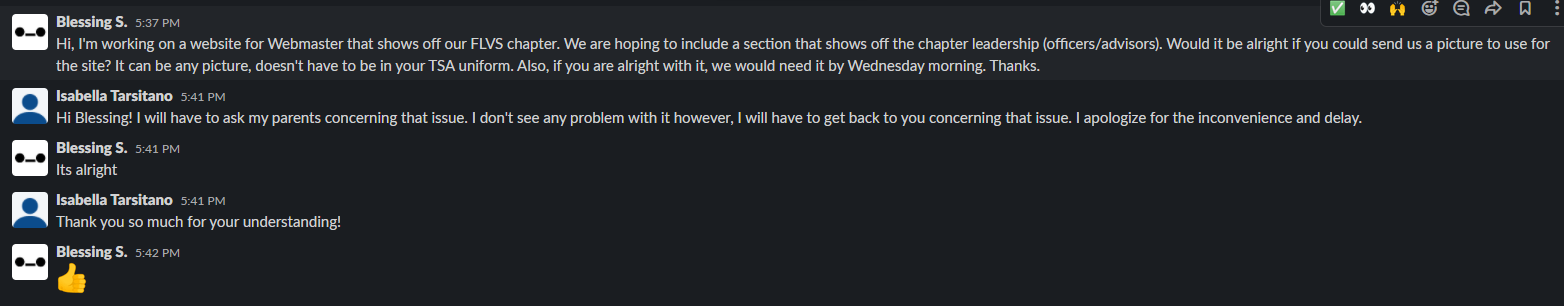 Blessing S. 5:37 PM
Hi, I'm working on a website for Webmaster that shows off our FLVS chapter. We are hoping to include a section that shows off the chapter leadership (officers/advisors). Would it be alright if you could send us a picture to use for
the site? It can be any picture, doesn't have to be in your TSA uniform. Also, if you are alright with it, we would need it by Wednesday morning. Thanks.
Isabella Tarsitano 5:41 PM
Hi Blessing! I will have to ask my parents concerning that issue. I don't see any problem with it however, I will have to get back to you concerning that issue. I apologize for the inconvenience and delay.
Blessing S. 5:41 PM
Its alright
Isabella Tarsitano 5:41 PM
Thank you so much for your understanding!
Blessing S. 5:42 PM